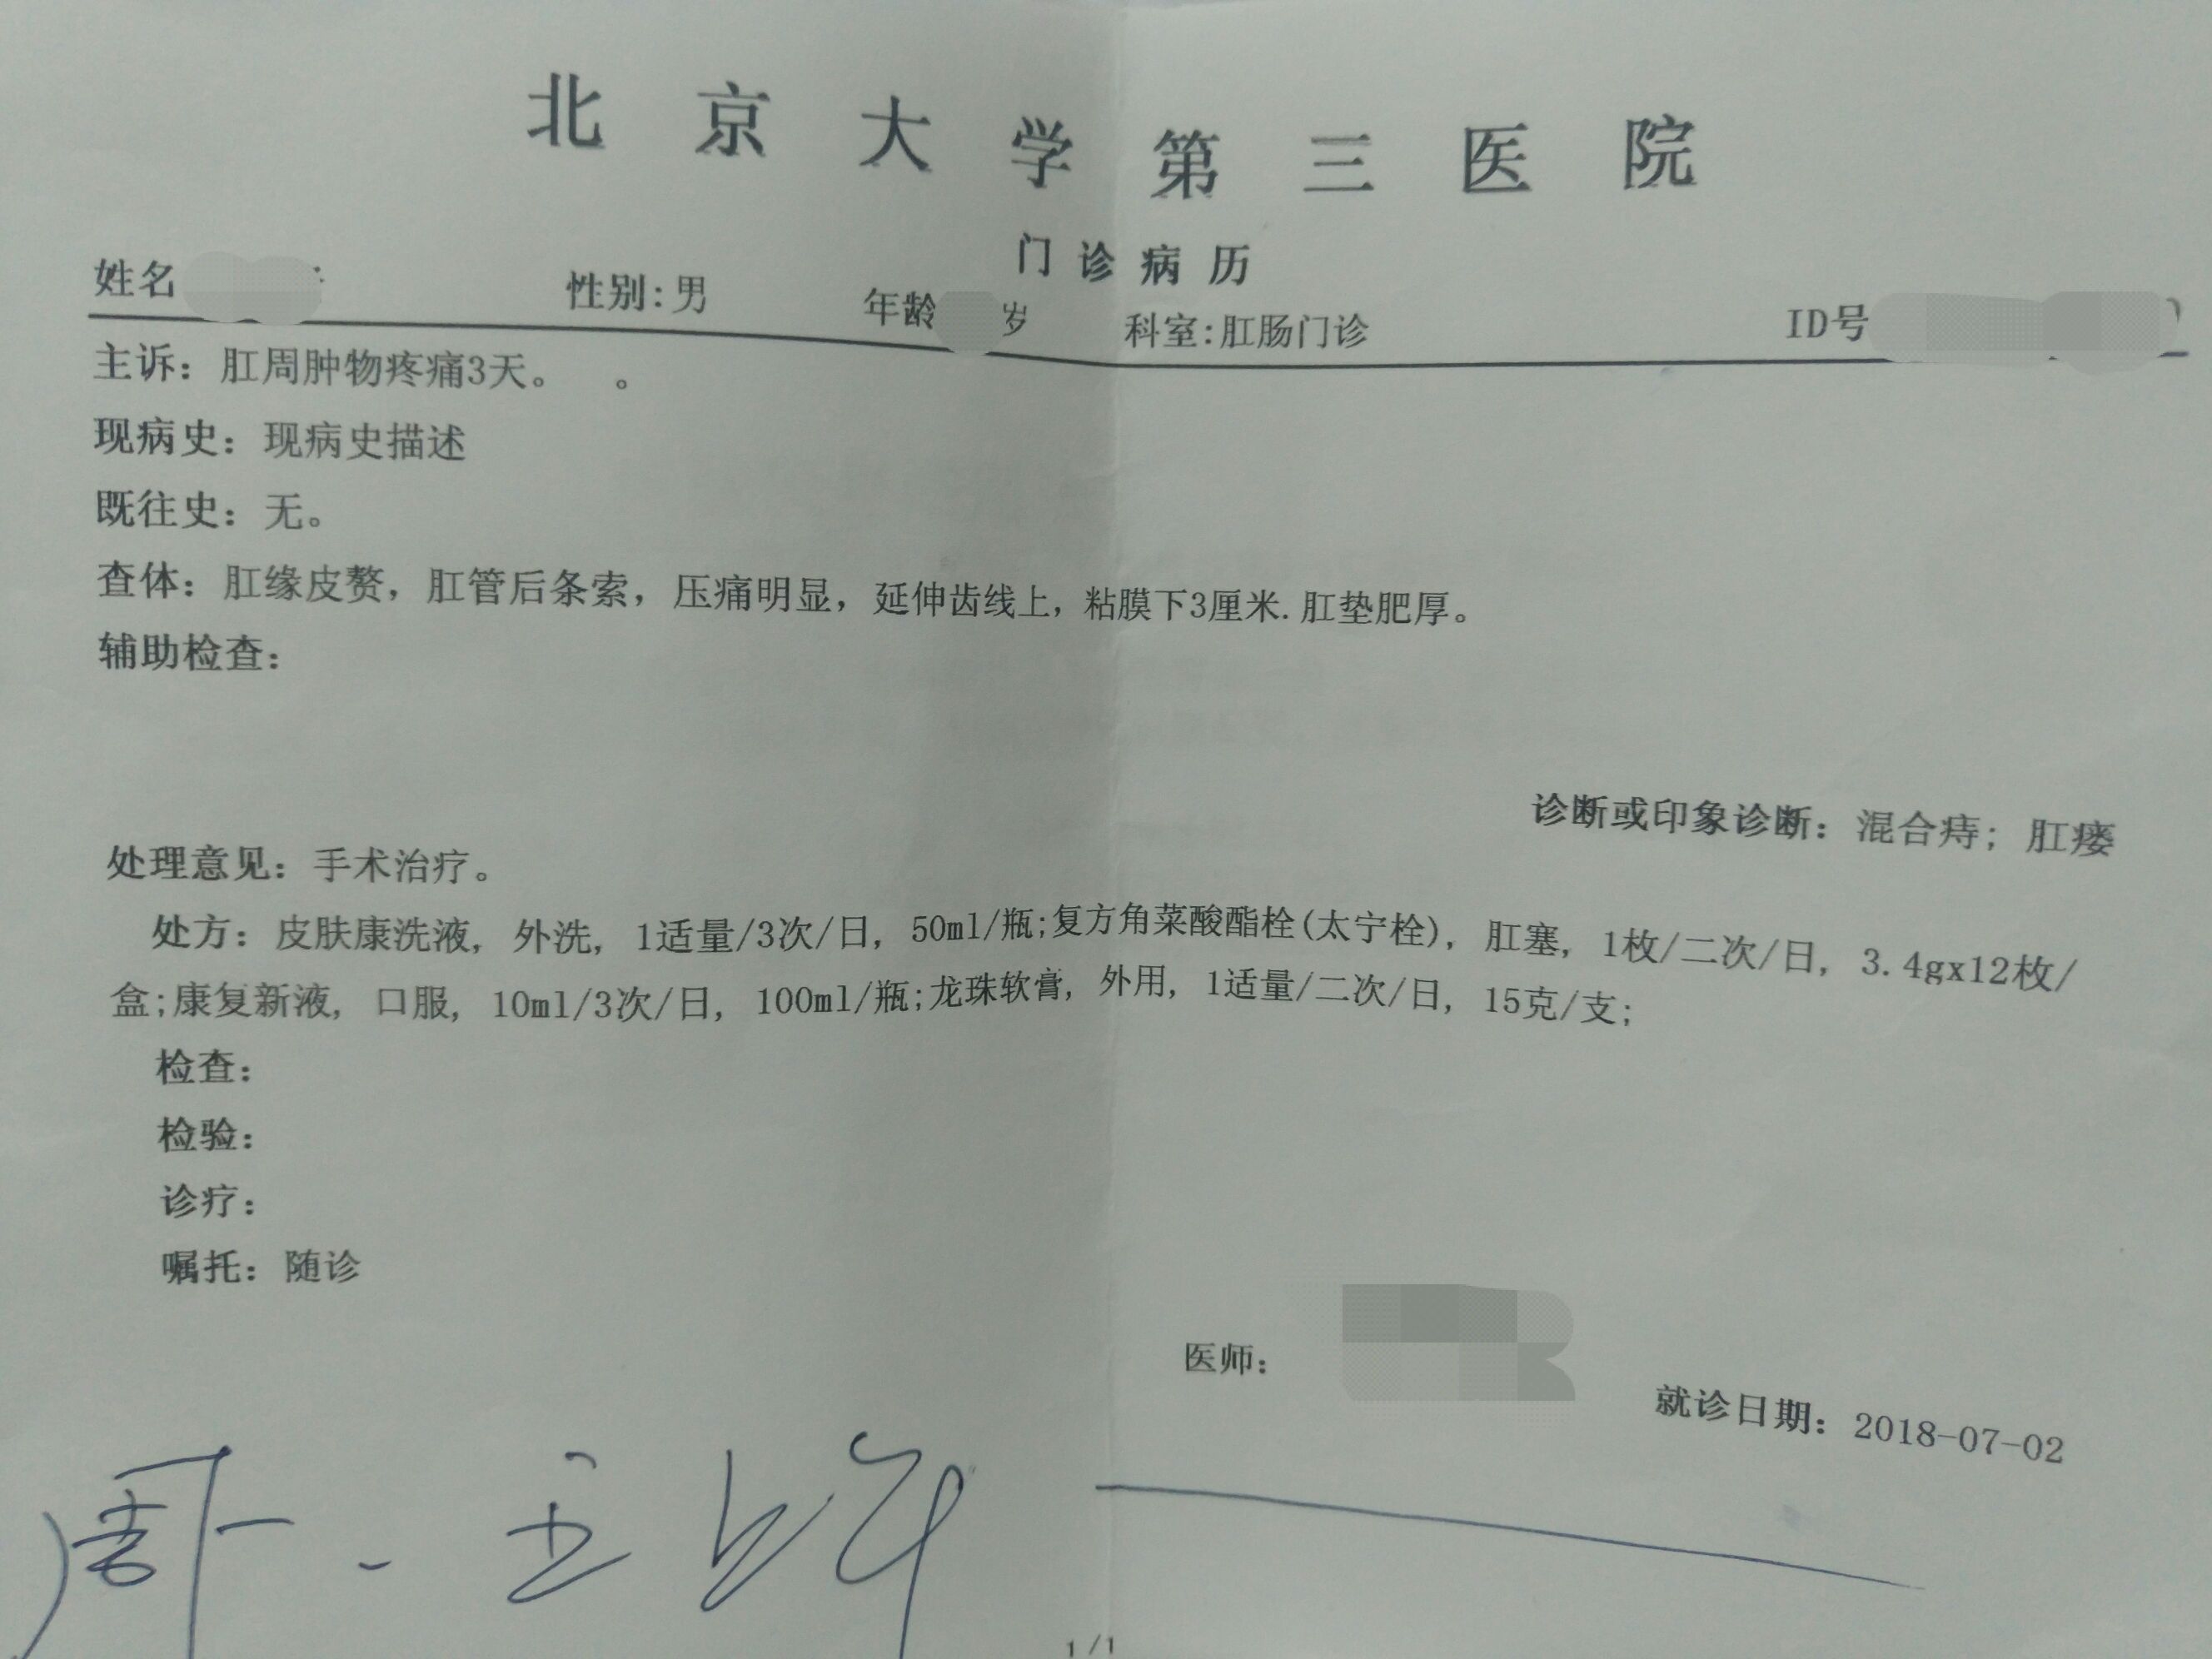 北京大学第三医院
门诊病历
姓名 性别:男 年龄 岁 科室:肛肠门诊 ID号
主诉: 肛周肿物疼痛3天。 。
现病史: 现病史描述
既往史: 无。
查体: 肛缘皮赘, 肛管后条索, 压痛明显, 延伸齿线上, 粘膜下3厘米. 肛垫肥厚。
辅助检查:
诊断或印象诊断: 混合痔; 肛瘘
处理意见: 手术治疗。
处方: 皮肤康洗液, 外洗, 1适量/3次/日, 50ml/瓶;复方角菜酸酯栓(太宁栓), 肛塞, 1枚/二次/日, 3.4gx12枚/
盒;康复新液, 口服, 10ml/3次/日, 100ml/瓶;龙珠软膏, 外用, 1适量/二次/日, 15克/支;
检查:
检验:
诊疗:
嘱托: 随诊
医师:
就诊日期: 2018-07-02
周一
1/1